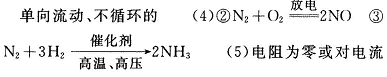 单向流动、不循环的 (4)②N₂+O₂ 放电══ 2NO ③
N₂+3H₂ 催化剂→高温、高压 2NH₃ (5)电阻为零或对电流